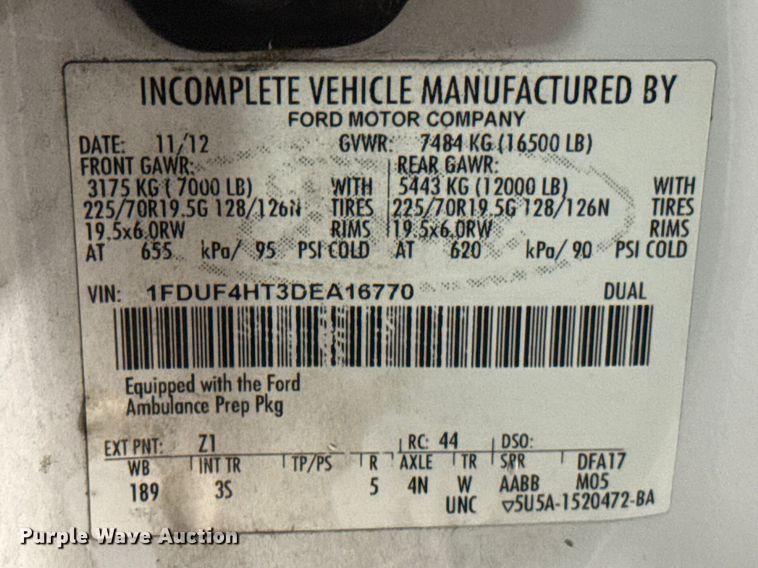 INCOMPLETE VEHICLE MANUFACTURED BY
FORD MOTOR COMPANY
DATE: 11/12 GVWR: 7484 KG (16500 LB)
FRONT GAWR: REAR GAWR:
3175 KG ( 7000 LB) WITH 5443 KG (12000 LB) WITH
225/70R19.5G 128/126N TIRES 225/70R19.5G 128/126N TIRES
19.5x6.0RW RIMS 19.5x6.0RW RIMS
AT 655 kPa/ 95 PSI COLD AT 620 kPa/ 90 PSI COLD
VIN: 1FDUF4HT3DEA16770 DUAL
Equipped with the Ford
Ambulance Prep Pkg
EXT PNT: Z1 RC: 44 DSO:
WB INT TR TP/PS R AXLE TR SPR DFA17
189 3S 5 4N W AABB M05
UNC ▽5U5A-1520472-BA
Purple Wave Auction